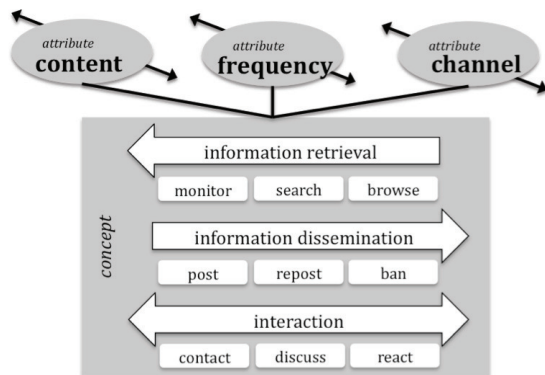 attribute
content
attribute
frequency
attribute
channel
concept
information retrieval
monitor search browse
information dissemination
post repost ban
interaction
contact discuss react